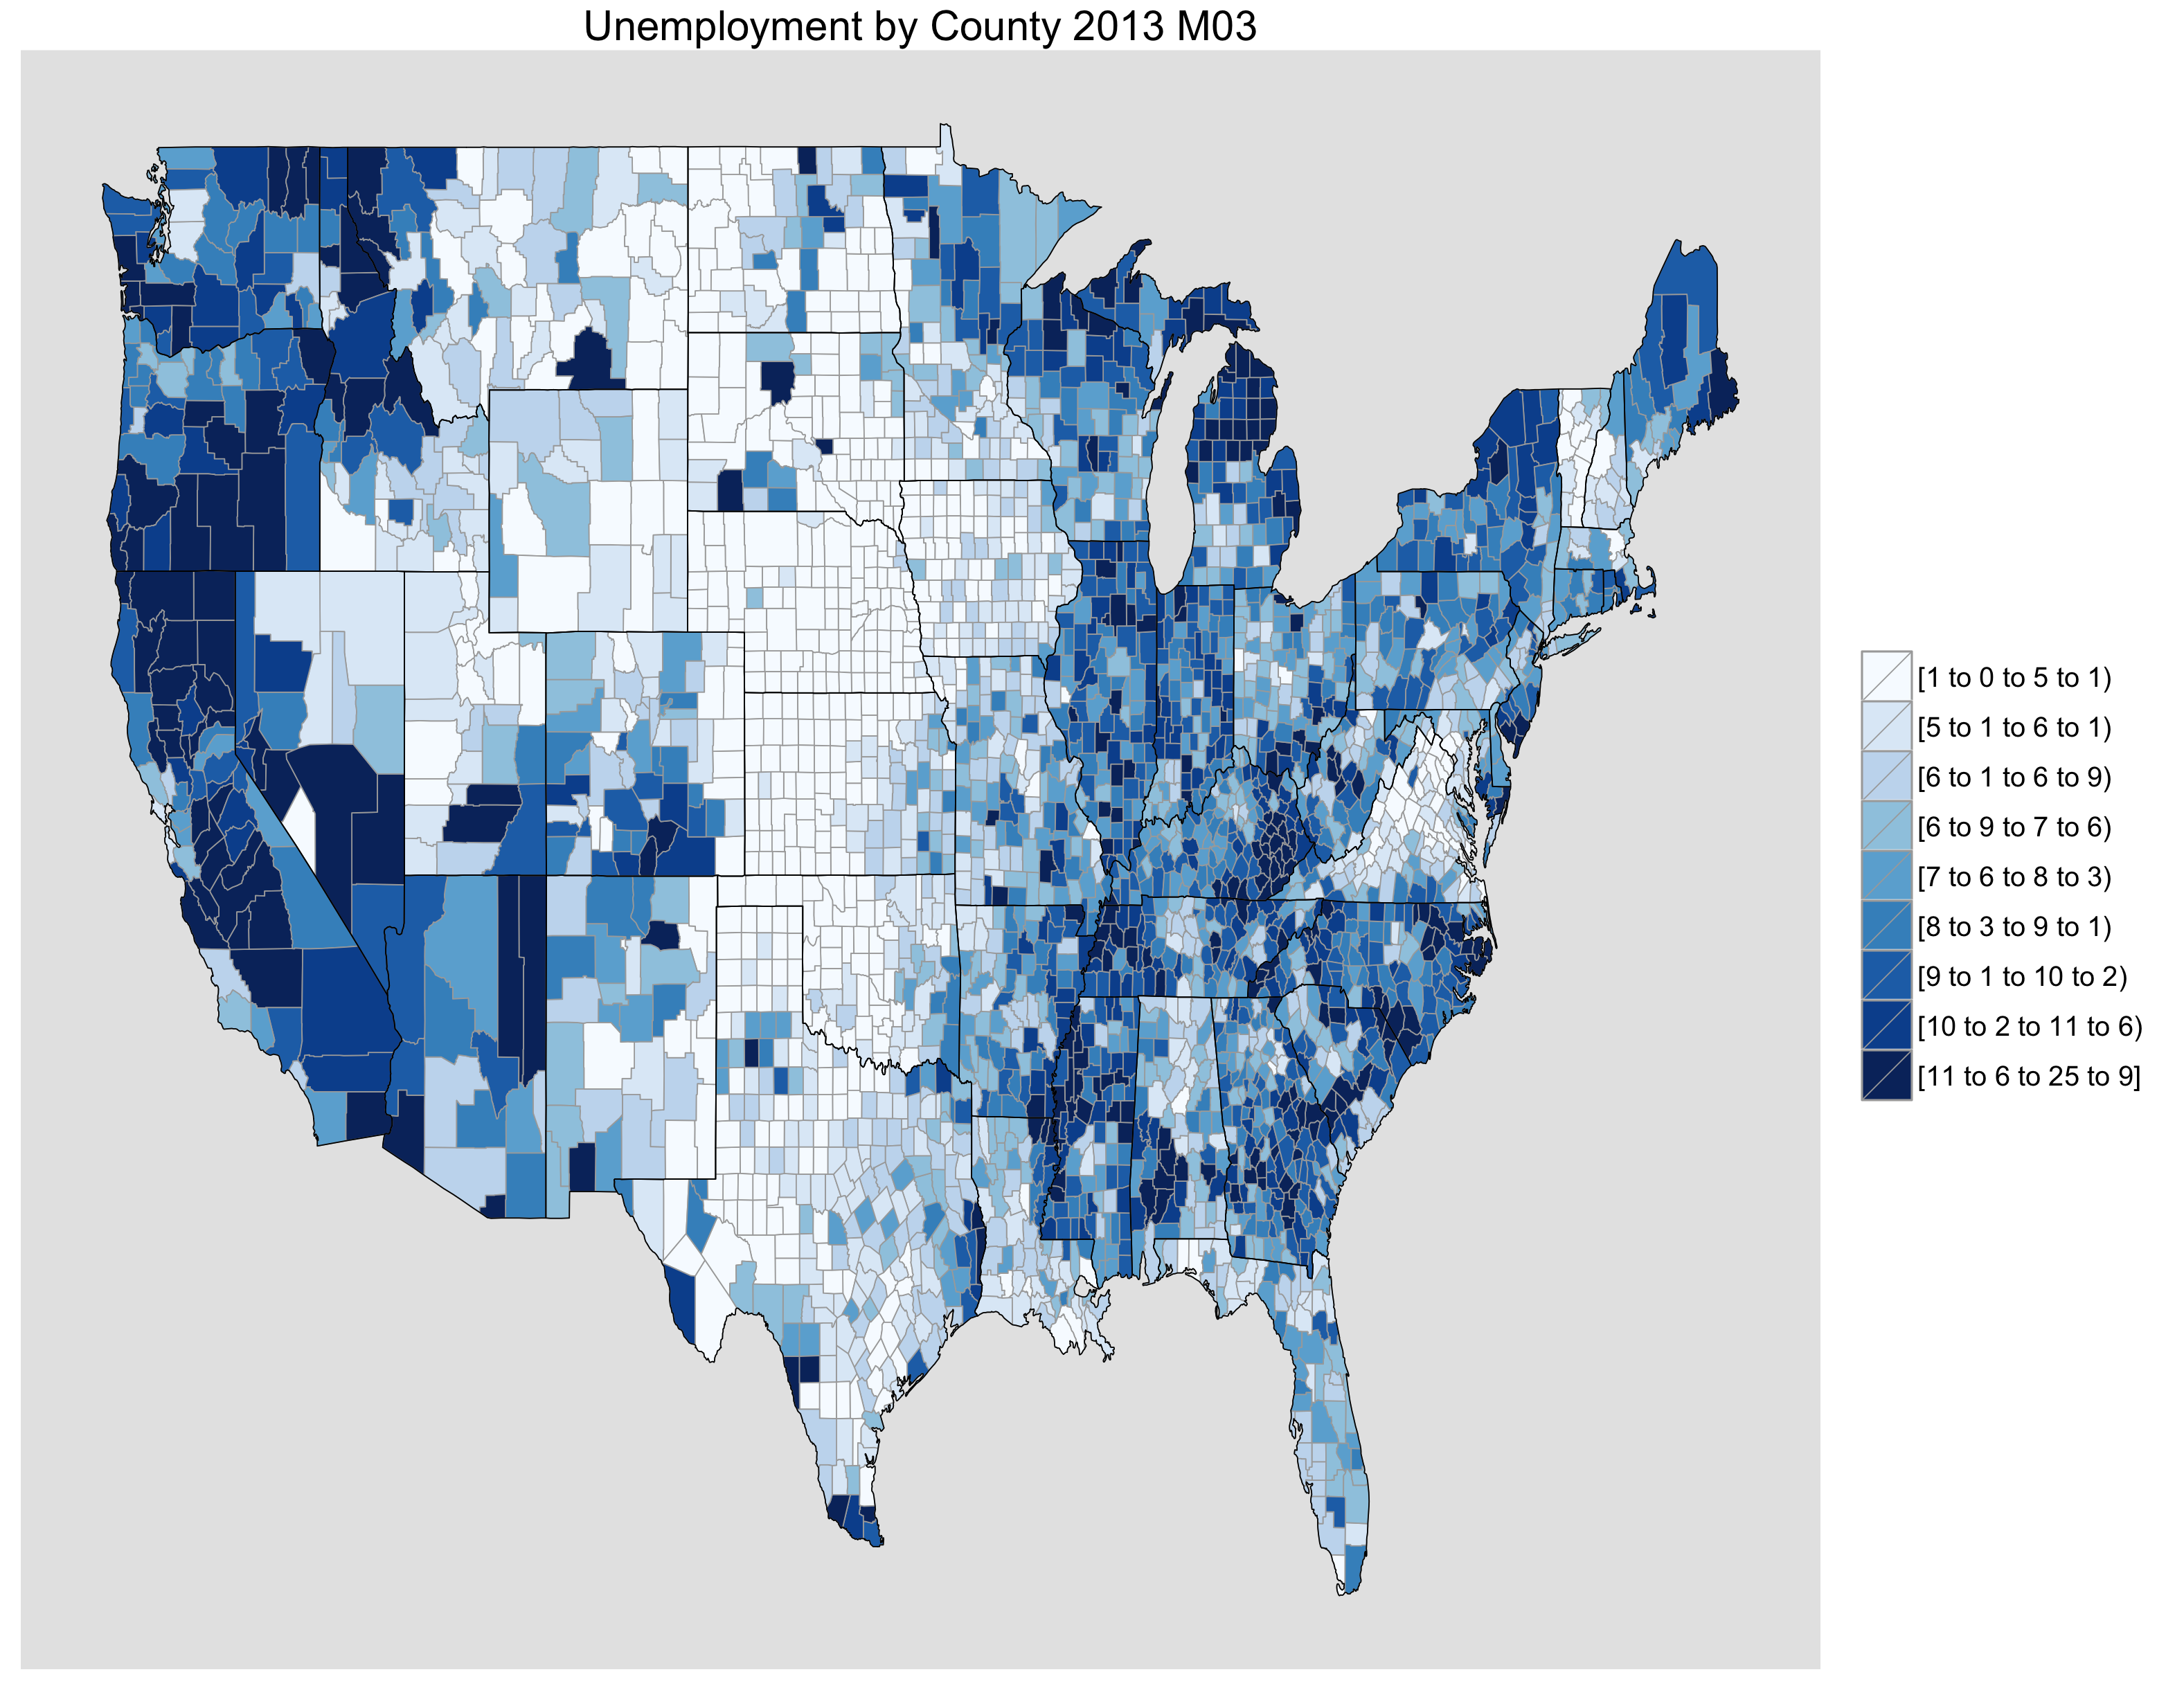 Unemployment by County 2013 M03
[1 to 0 to 5 to 1)
[5 to 1 to 6 to 1)
[6 to 1 to 6 to 9)
[6 to 9 to 7 to 6)
[7 to 6 to 8 to 3)
[8 to 3 to 9 to 1)
[9 to 1 to 10 to 2)
[10 to 2 to 11 to 6)
[11 to 6 to 25 to 9]